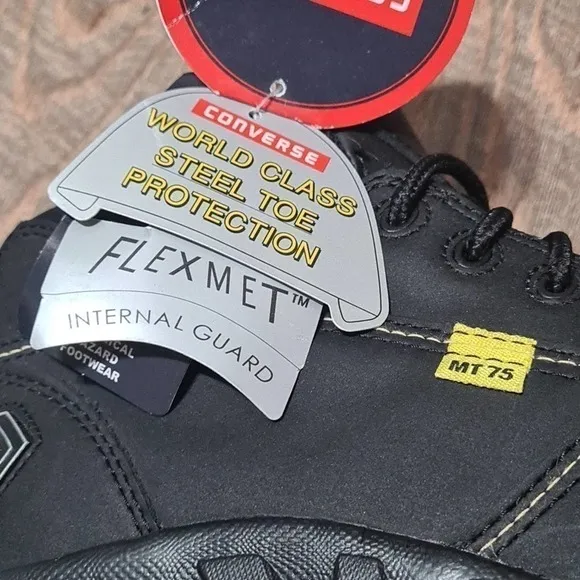 CONVERSE
WORLD CLASS
STEEL TOE
PROTECTION
FLEXMET™
INTERNAL GUARD
FOOTWEAR
MT 75